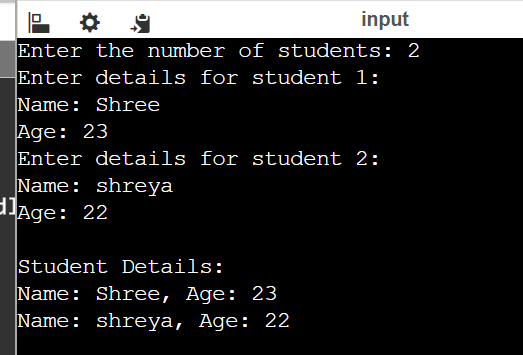 input
Enter the number of students: 2
Enter details for student 1:
Name: Shree
Age: 23
Enter details for student 2:
Name: shreya
Age: 22
Student Details:
Name: Shree, Age: 23
Name: shreya, Age: 22